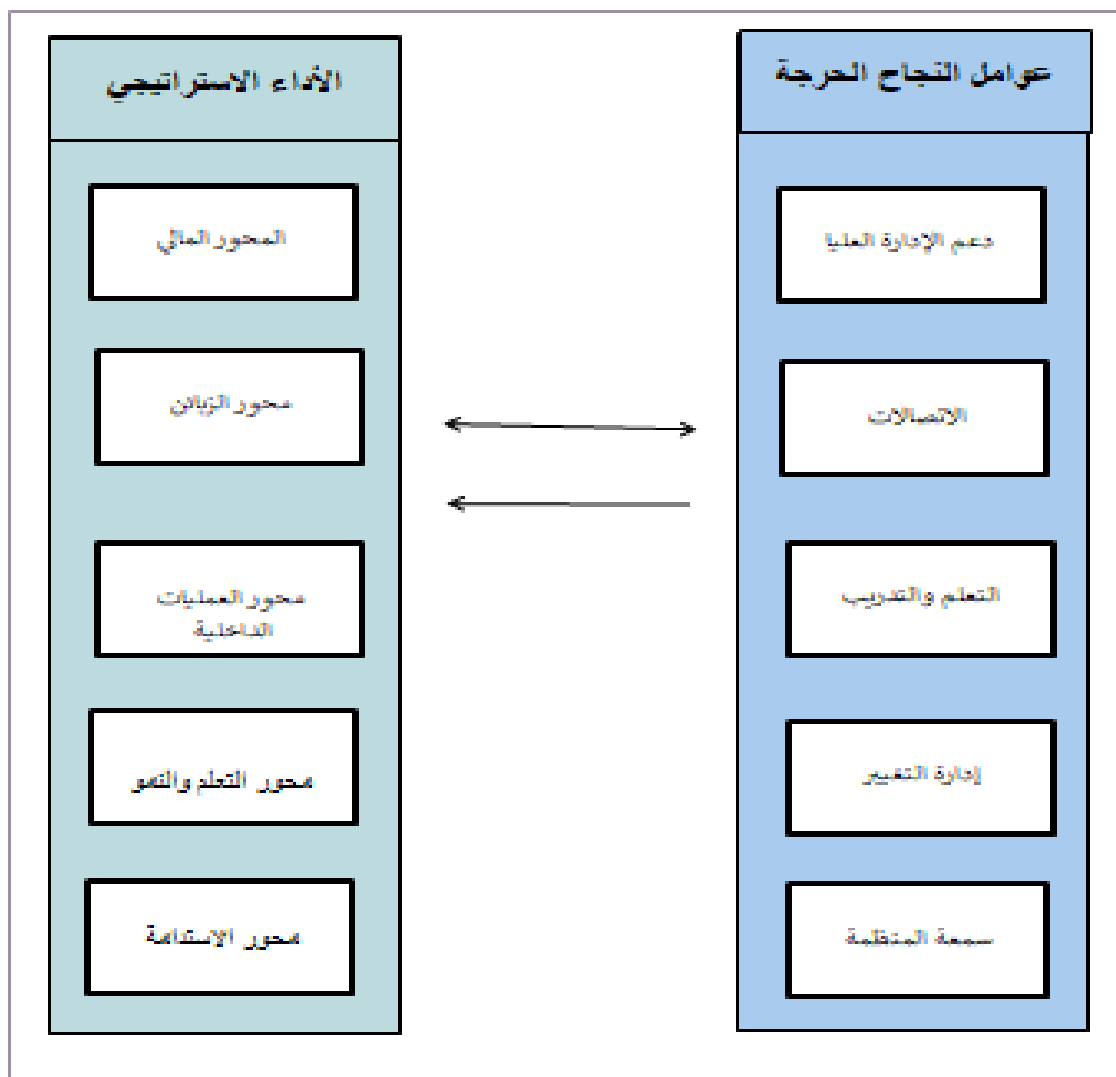 عوامل النجاح الحرجة
دعم الإدارة العليا
الاتصالات
التعلم والتدريب
إدارة التغيير
سمعة المنظمة
الأداء الاستراتيجي
المحور المالي
محور الزبائن
محور العمليات
الداخلية
محور التعلم والنمو
محور الاستدامة